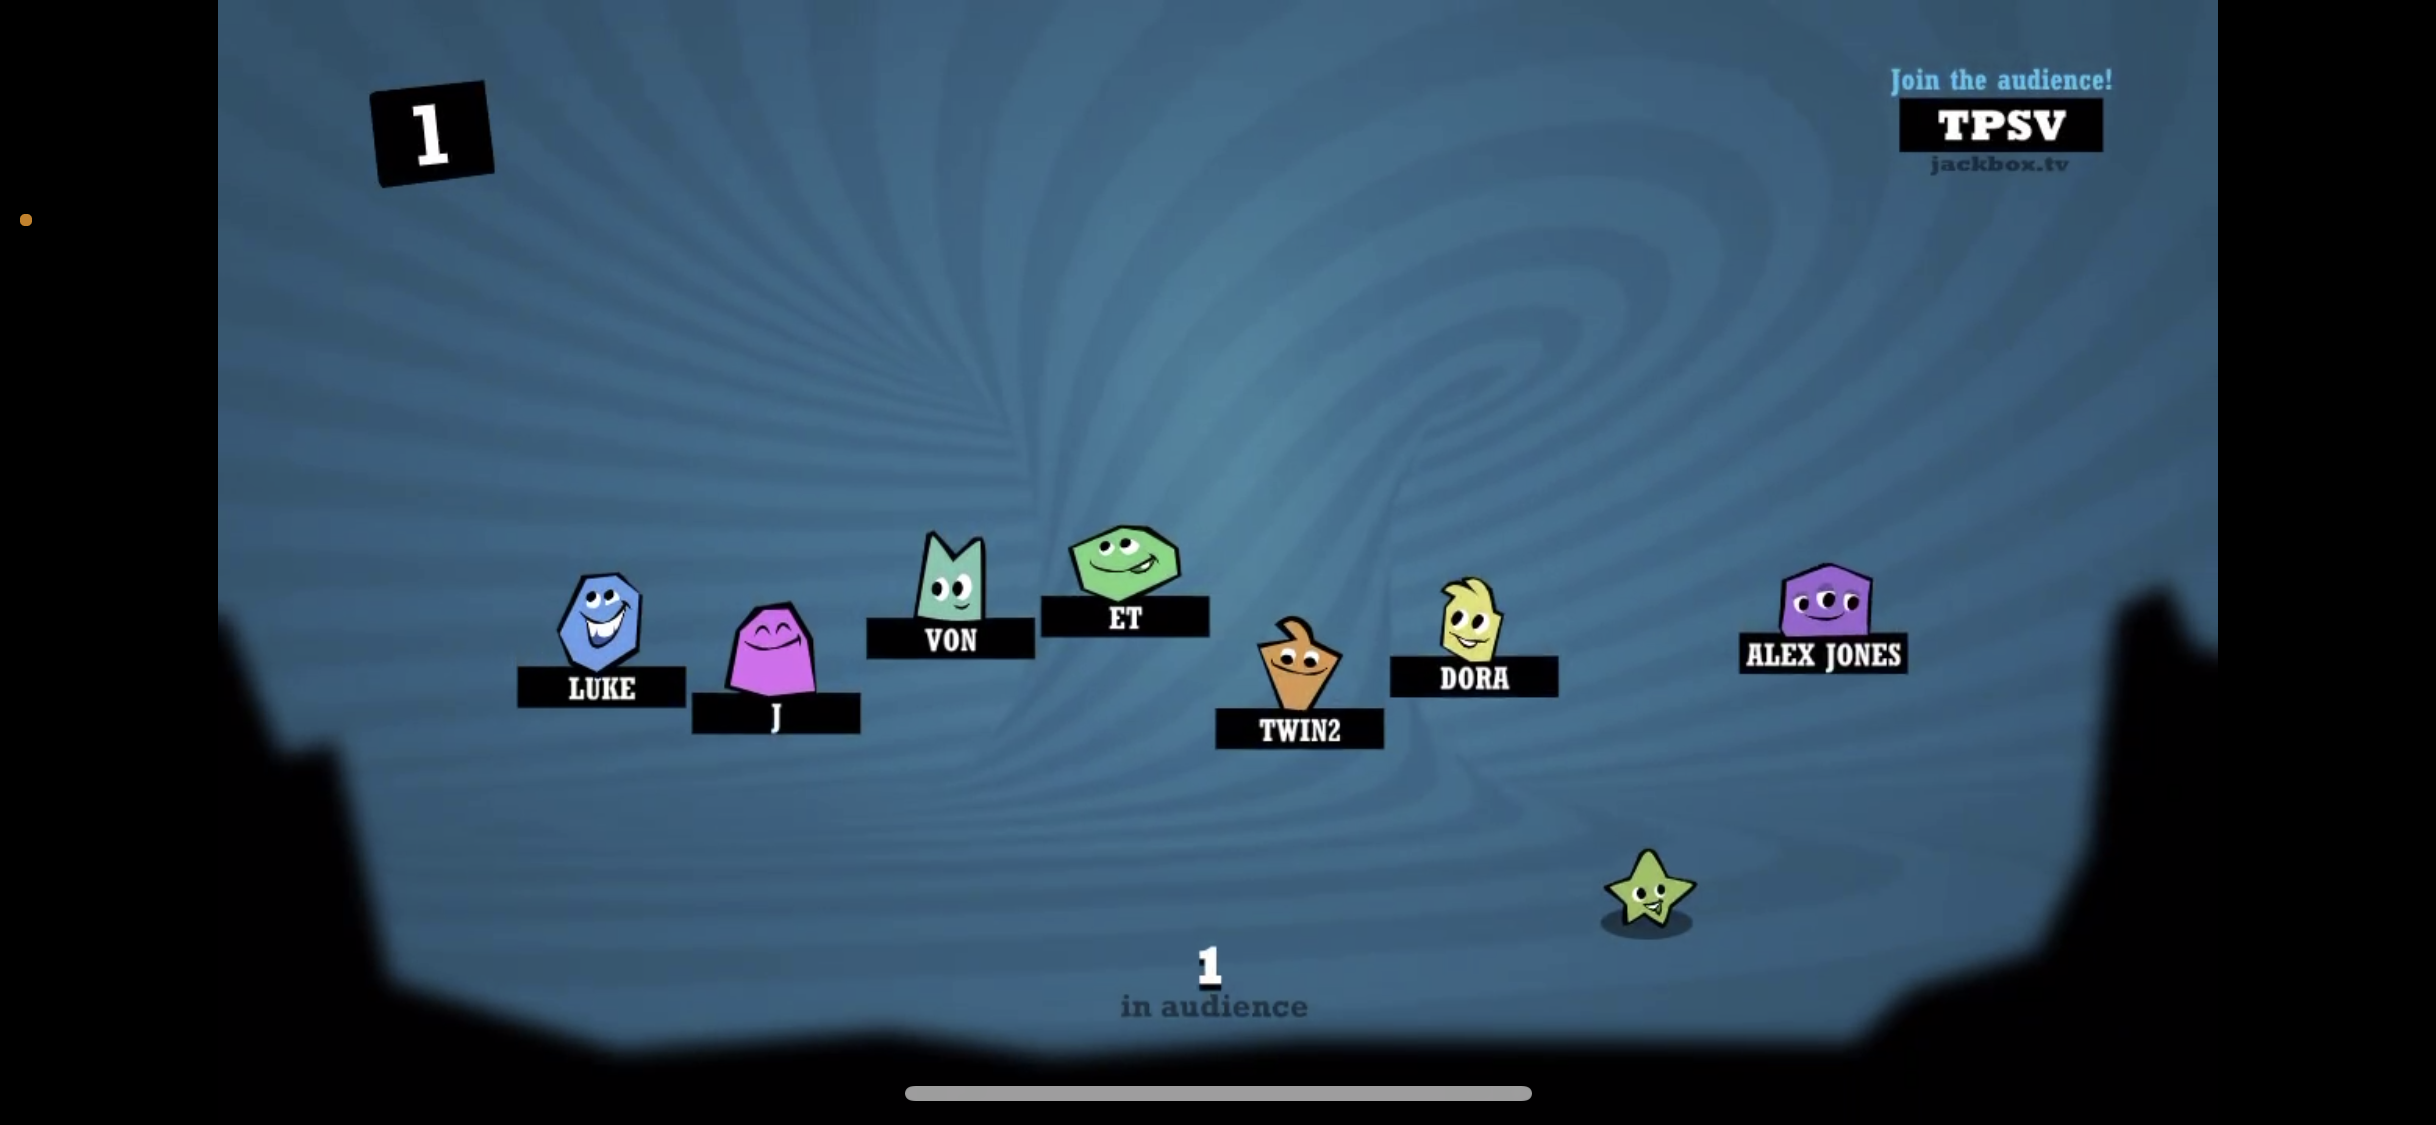 1
Join the audience!
TPSV
jackbox.tv
LUKE
J
VON
ET
TWIN2
DORA
ALEX JONES
1
in audience